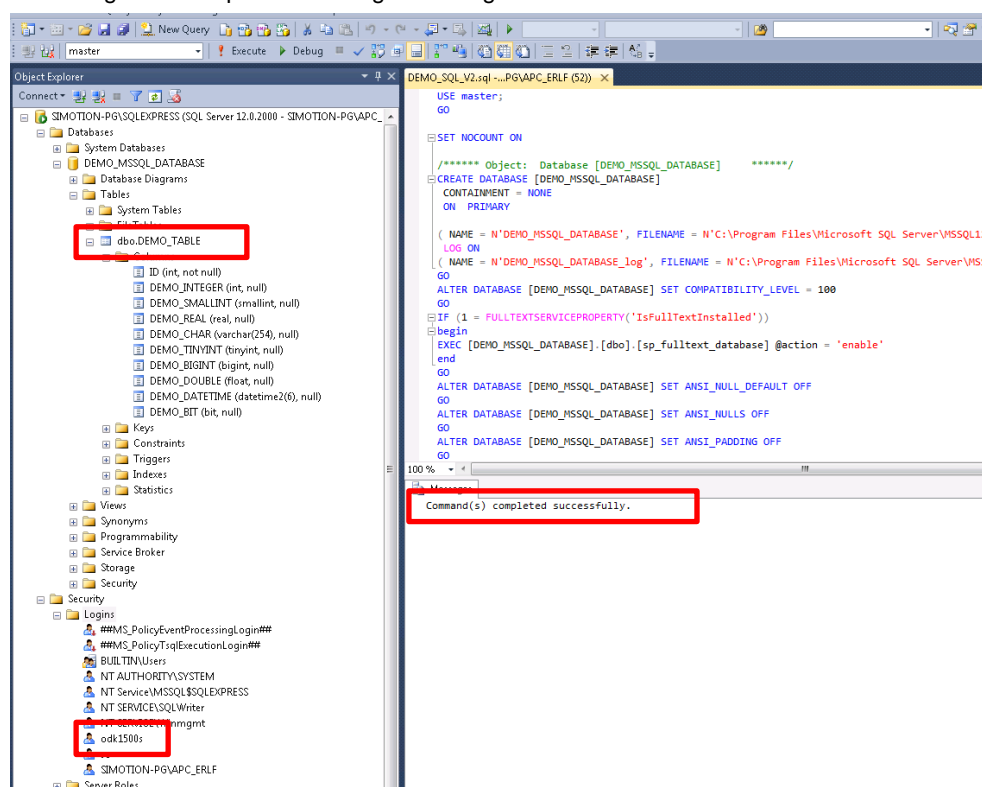 New Query
master
Execute
Debug
Object Explorer
Connect
SIMOTION-PG\SQLEXPRESS (SQL Server 12.0.2000 - SIMOTION-PG\APC_
Databases
System Databases
DEMO_MSSQL_DATABASE
Database Diagrams
Tables
System Tables
dbo.DEMO_TABLE
ID (int, not null)
DEMO_INTEGER (int, null)
DEMO_SMALLINT (smallint, null)
DEMO_REAL (real, null)
DEMO_CHAR (varchar(254), null)
DEMO_TINYINT (tinyint, null)
DEMO_BIGINT (bigint, null)
DEMO_DOUBLE (float, null)
DEMO_DATETIME (datetime2(6), null)
DEMO_BIT (bit, null)
Keys
Constraints
Triggers
Indexes
Statistics
Views
Synonyms
Programmability
Service Broker
Storage
Security
Security
Logins
##MS_PolicyEventProcessingLogin##
##MS_PolicyTsqlExecutionLogin##
BUILTIN\Users
NT AUTHORITY\SYSTEM
NT Service\MSSQL$SQLEXPRESS
NT SERVICE\SQLWriter
odk1500s
SIMOTION-PG\APC_ERLF
Server Roles
DEMO_SQL_V2.sql -...PG\APC_ERLF (52))
USE master;
GO
SET NOCOUNT ON
/****** Object: Database [DEMO_MSSQL_DATABASE] ******/
CREATE DATABASE [DEMO_MSSQL_DATABASE]
CONTAINMENT = NONE
ON PRIMARY
( NAME = N'DEMO_MSSQL_DATABASE', FILENAME = N'C:\Program Files\Microsoft SQL Server\MSSQL1
LOG ON
( NAME = N'DEMO_MSSQL_DATABASE_log', FILENAME = N'C:\Program Files\Microsoft SQL Server\MS
GO
ALTER DATABASE [DEMO_MSSQL_DATABASE] SET COMPATIBILITY_LEVEL = 100
GO
IF (1 = FULLTEXTSERVICEPROPERTY('IsFullTextInstalled'))
begin
EXEC [DEMO_MSSQL_DATABASE].[dbo].[sp_fulltext_database] @action = 'enable'
end
GO
ALTER DATABASE [DEMO_MSSQL_DATABASE] SET ANSI_NULL_DEFAULT OFF
GO
ALTER DATABASE [DEMO_MSSQL_DATABASE] SET ANSI_NULLS OFF
GO
ALTER DATABASE [DEMO_MSSQL_DATABASE] SET ANSI_PADDING OFF
GO
100 %
Command(s) completed successfully.